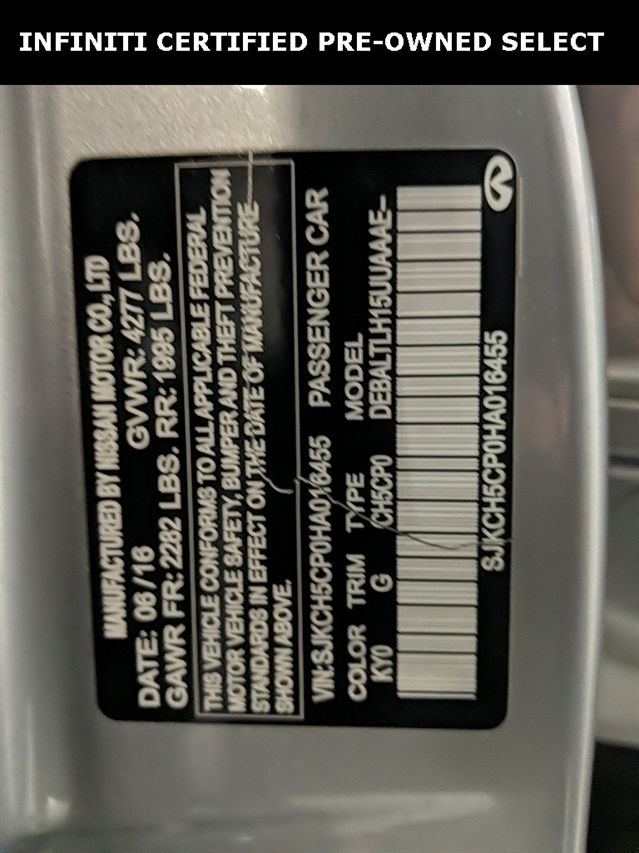 INFINITI CERTIFIED PRE-OWNED SELECT
MANUFACTURED BY NISSAN MOTOR CO., LTD
DATE: 06/16 GVWR: 4277 LBS.
GAWR FR: 2282 LBS. RR: 1995 LBS.
THIS VEHICLE CONFORMS TO ALL APPLICABLE FEDERAL
MOTOR VEHICLE SAFETY, BUMPER AND THEFT PREVENTION
STANDARDS IN EFFECT ON THE DATE OF MANUFACTURE
SHOWN ABOVE.
VIN:SJKCH5CP0HA016455 PASSENGER CAR
COLOR TRIM TYPE MODEL
KY0 G CH5CP0 DEBALTLH15UUAAAE-
SJKCH5CP0HA016455